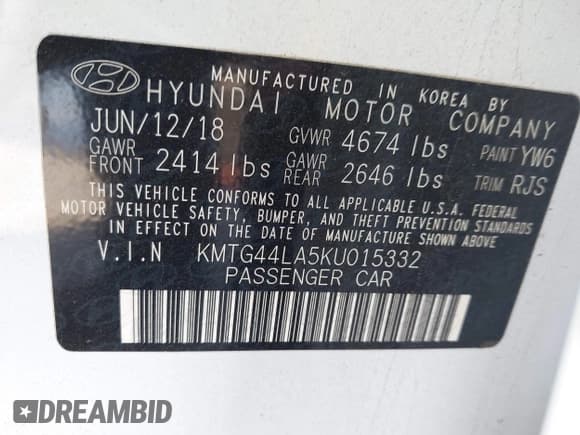 MANUFACTURED IN KOREA BY
HYUNDAI MOTOR COMPANY
JUN/12/18 GVWR 4674 lbs PAINT YW6
GAWR FRONT 2414 lbs GAWR REAR 2646 lbs TRIM RJS
THIS VEHICLE CONFORMS TO ALL APPLICABLE U.S.A. FEDERAL
MOTOR VEHICLE SAFETY, BUMPER, AND THEFT PREVENTION STANDARDS
IN EFFECT ON THE DATE OF MANUFACTURE SHOWN ABOVE.
V.I.N KMTG44LA5KU015332
PASSENGER CAR
DREAMBID